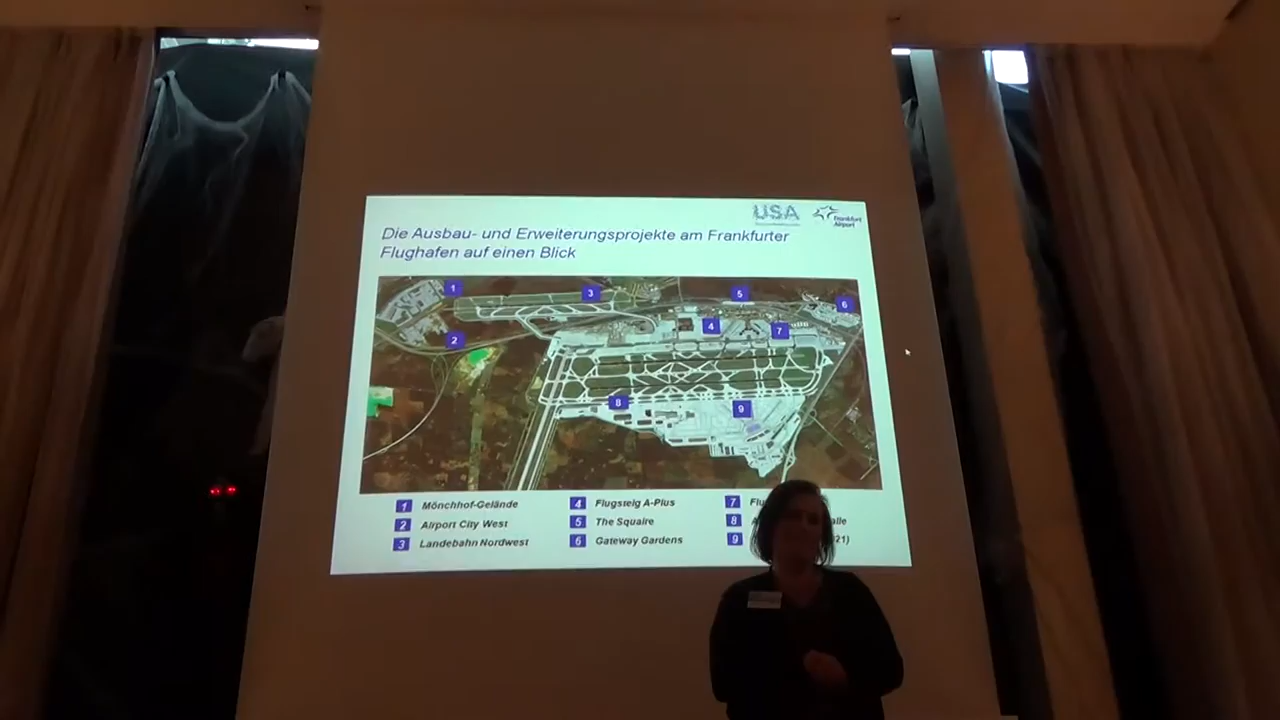 USA
Frankfurt
Airport
Die Ausbau- und Erweiterungsprojekte am Frankfurter
Flughafen auf einen Blick
1
2
3
4
5
6
7
8
9
1 Mönchhof-Gelände
2 Airport City West
3 Landebahn Nordwest
4 Flugsteig A-Plus
5 The Squaire
6 Gateway Gardens
7
8
9